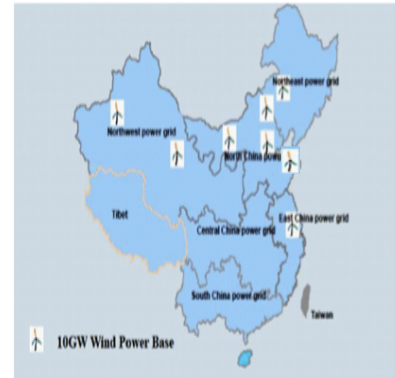 Northeast power grid
Northwest power grid
North China powe
Tibet
East China power grid
Central China power grid
South China power grid
Taiwan
10GW Wind Power Base